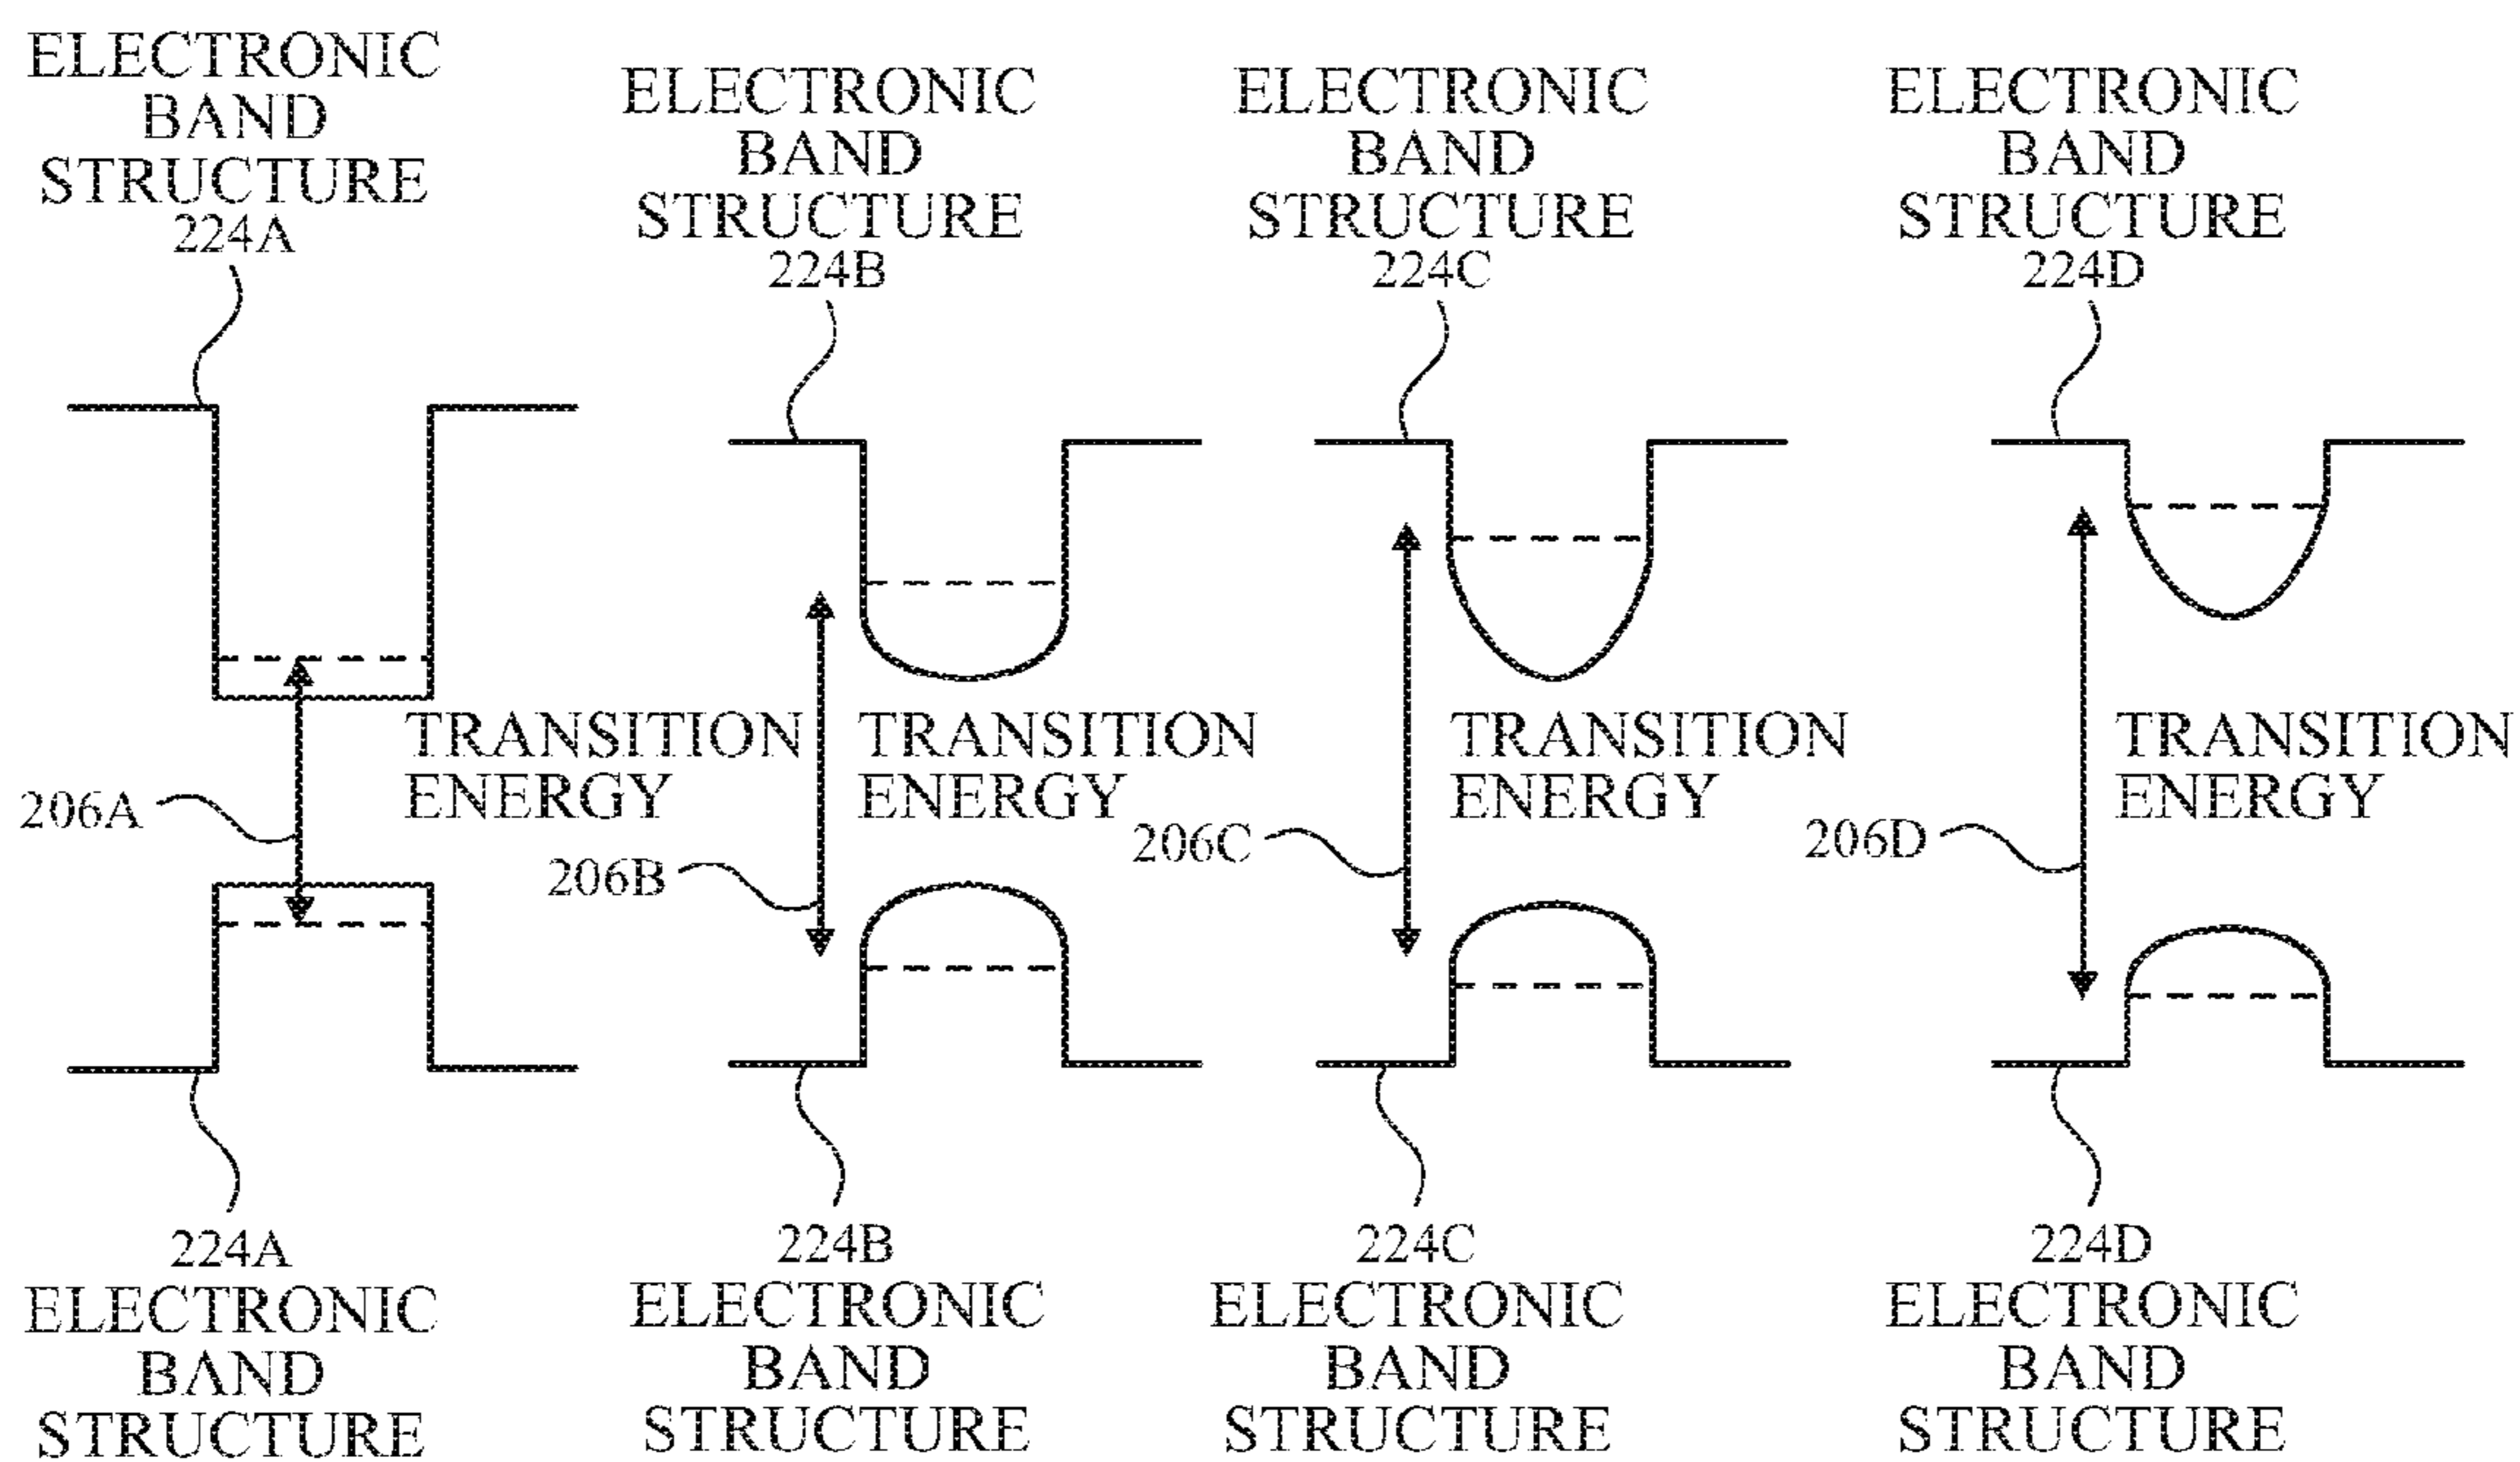 ELECTRONIC
BAND
STRUCTURE
224A
ELECTRONIC
BAND
STRUCTURE
224B
ELECTRONIC
BAND
STRUCTURE
224C
ELECTRONIC
BAND
STRUCTURE
224D
206A
TRANSITION
ENERGY
206B
TRANSITION
ENERGY
206C
TRANSITION
ENERGY
206D
TRANSITION
ENERGY
224A
ELECTRONIC
BAND
STRUCTURE
224B
ELECTRONIC
BAND
STRUCTURE
224C
ELECTRONIC
BAND
STRUCTURE
224D
ELECTRONIC
BAND
STRUCTURE